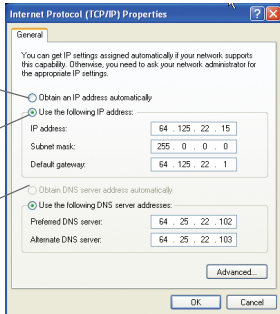 Internet Protocol (TCP/IP) Properties
General
You can get IP settings assigned automatically if your network supports
this capability. Otherwise, you need to ask your network administrator for
the appropriate IP settings.
Obtain an IP address automatically
Use the following IP address:
IP address: 64 . 125 . 22 . 15
Subnet mask: 255 . 0 . 0 . 0
Default gateway: 64 . 125 . 22 . 1
Obtain DNS server address automatically
Use the following DNS server addresses:
Preferred DNS server: 64 . 25 . 22 . 102
Alternate DNS server: 64 . 25 . 22 . 103
Advanced...
OK Cancel